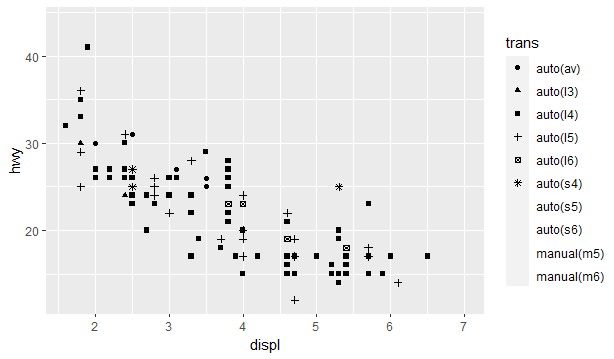 trans
auto(av)
auto(l3)
auto(l4)
auto(l5)
auto(l6)
auto(s4)
auto(s5)
auto(s6)
manual(m5)
manual(m6)
hwy
40
30
20
2 3 4 5 6 7
displ